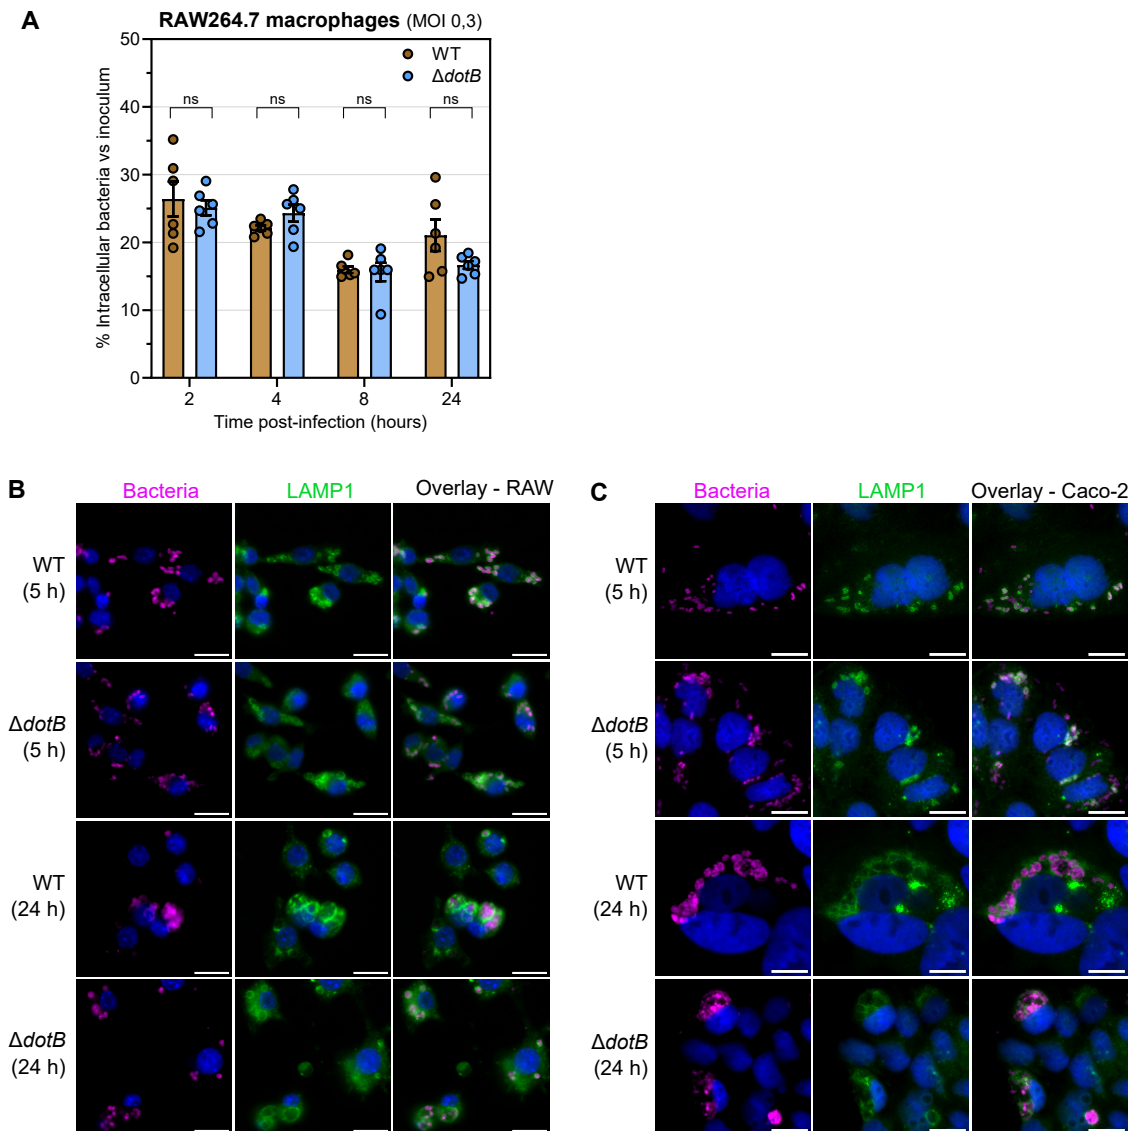 A
RAW264.7 macrophages (MOI 0,3)
% Intracellular bacteria vs inoculum
50
40
30
20
10
0
WT
ΔdotB
ns
ns
ns
ns
2
4
8
24
Time post-infection (hours)
B
Bacteria
LAMP1
Overlay - RAW
WT
(5 h)
ΔdotB
(5 h)
WT
(24 h)
ΔdotB
(24 h)
C
Bacteria
LAMP1
Overlay - Caco-2
WT
(5 h)
ΔdotB
(5 h)
WT
(24 h)
ΔdotB
(24 h)